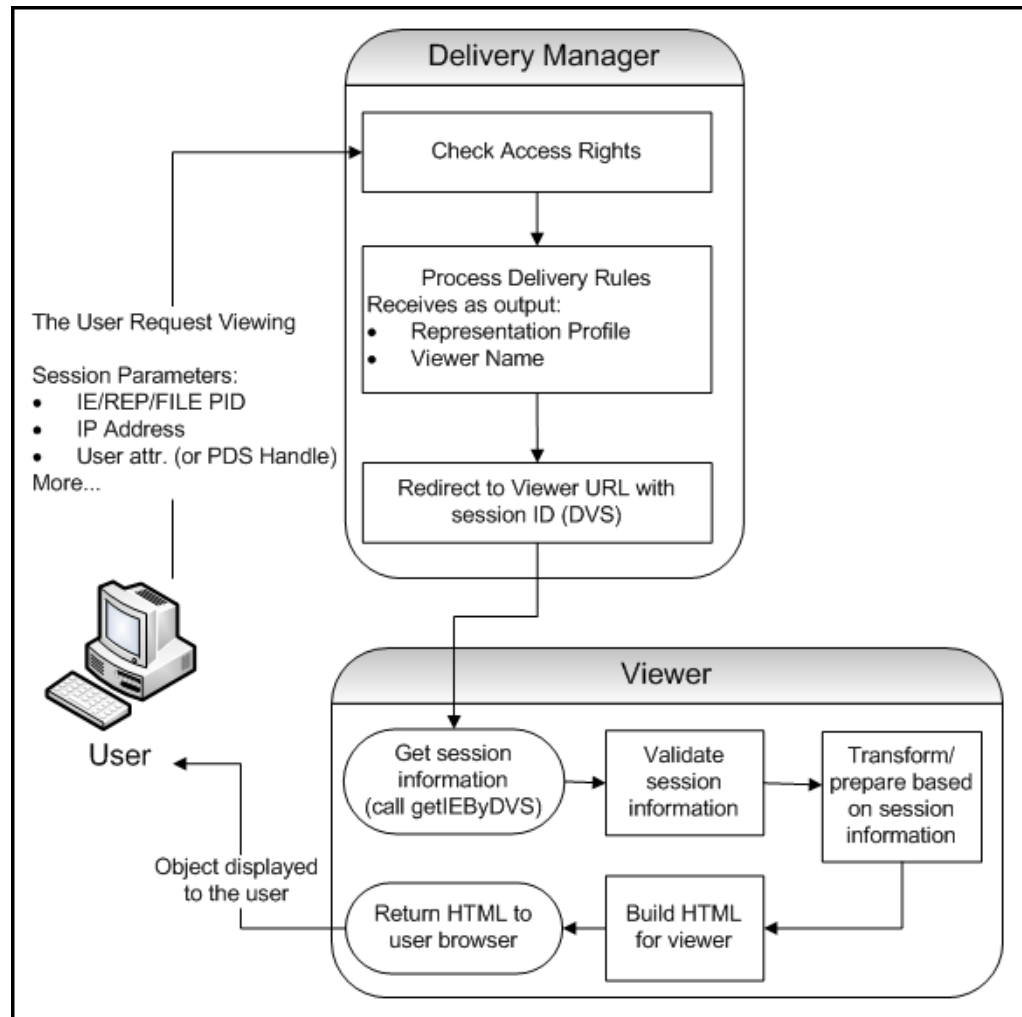 Delivery Manager
Check Access Rights
Process Delivery Rules
Receives as output:
• Representation Profile
• Viewer Name
Redirect to Viewer URL with
session ID (DVS)
The User Request Viewing
Session Parameters:
• IE/REP/FILE PID
• IP Address
• User attr. (or PDS Handle)
More...
User
Viewer
Get session
information
(call getIEByDVS)
Validate
session
information
Transform/
prepare based
on session
information
Object displayed
to the user
Return HTML to
user browser
Build HTML
for viewer